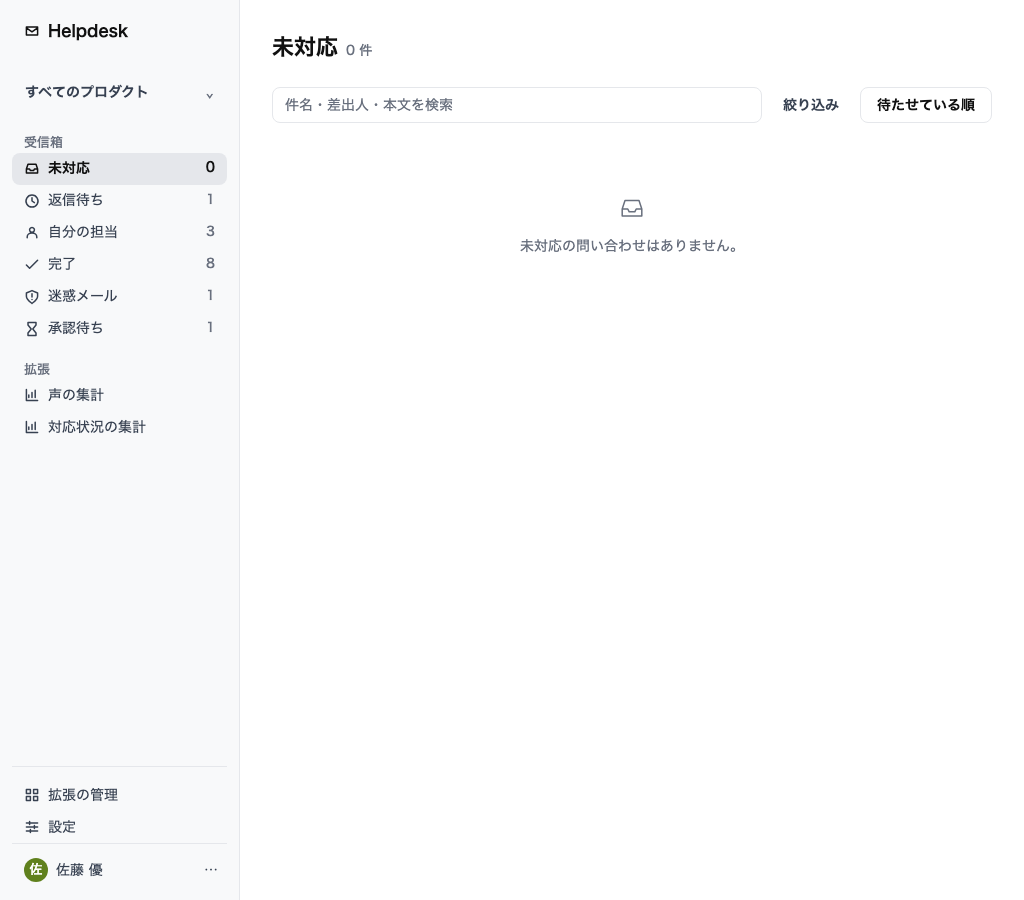 Helpdesk
すべてのプロダクト
受信箱
未対応 0
返信待ち 1
自分の担当 3
完了 8
迷惑メール 1
承認待ち 1
拡張
声の集計
対応状況の集計
拡張の管理
設定
佐 佐藤 優 …
未対応 0 件
件名・差出人・本文を検索 絞り込み 待たせている順
未対応の問い合わせはありません。